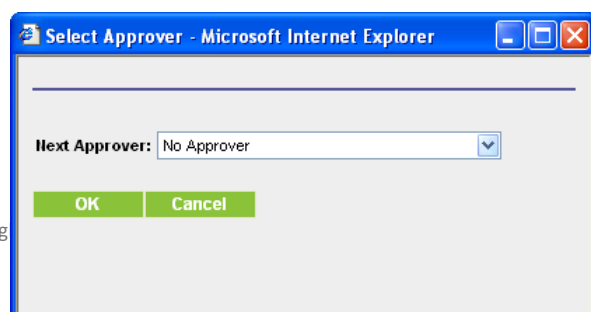 Select Approver - Microsoft Internet Explorer
Next Approver: No Approver
OK Cancel
g